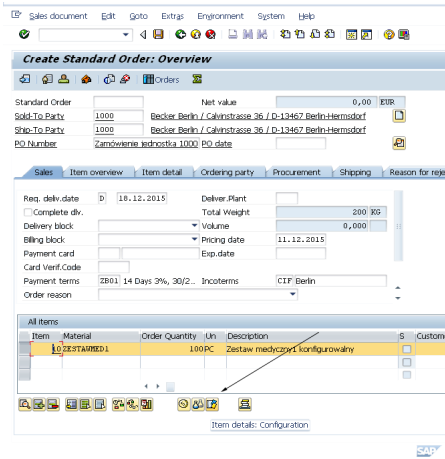 Sales document Edit Goto Extras Environment System Help
Create Standard Order: Overview
Orders
Standard Order Net value 0,00 EUR
Sold-To Party 1000 Becker Berlin / Calvinstrasse 36 / D-13467 Berlin-Hermsdorf
Ship-To Party 1000 Becker Berlin / Calvinstrasse 36 / D-13467 Berlin-Hermsdorf
PO Number Zamówienie jednostka 1000 PO date
Sales Item overview Item detail Ordering party Procurement Shipping Reason for reje
Req. deliv.date D 18.12.2015 Deliver.Plant
Complete dlv. Total Weight 200 KG
Delivery block Volume 0,000
Billing block Pricing date 11.12.2015
Payment card Exp.date
Card Verif.Code
Payment terms ZB01 14 Days 3%, 30/2... Incoterms CIF Berlin
Order reason
All items
Item Material Order Quantity Un Description S Custome
10 ZESTAWMED1 100 PC Zestaw medyczny1 konfigurowalny
Item details: Configuration
SAP